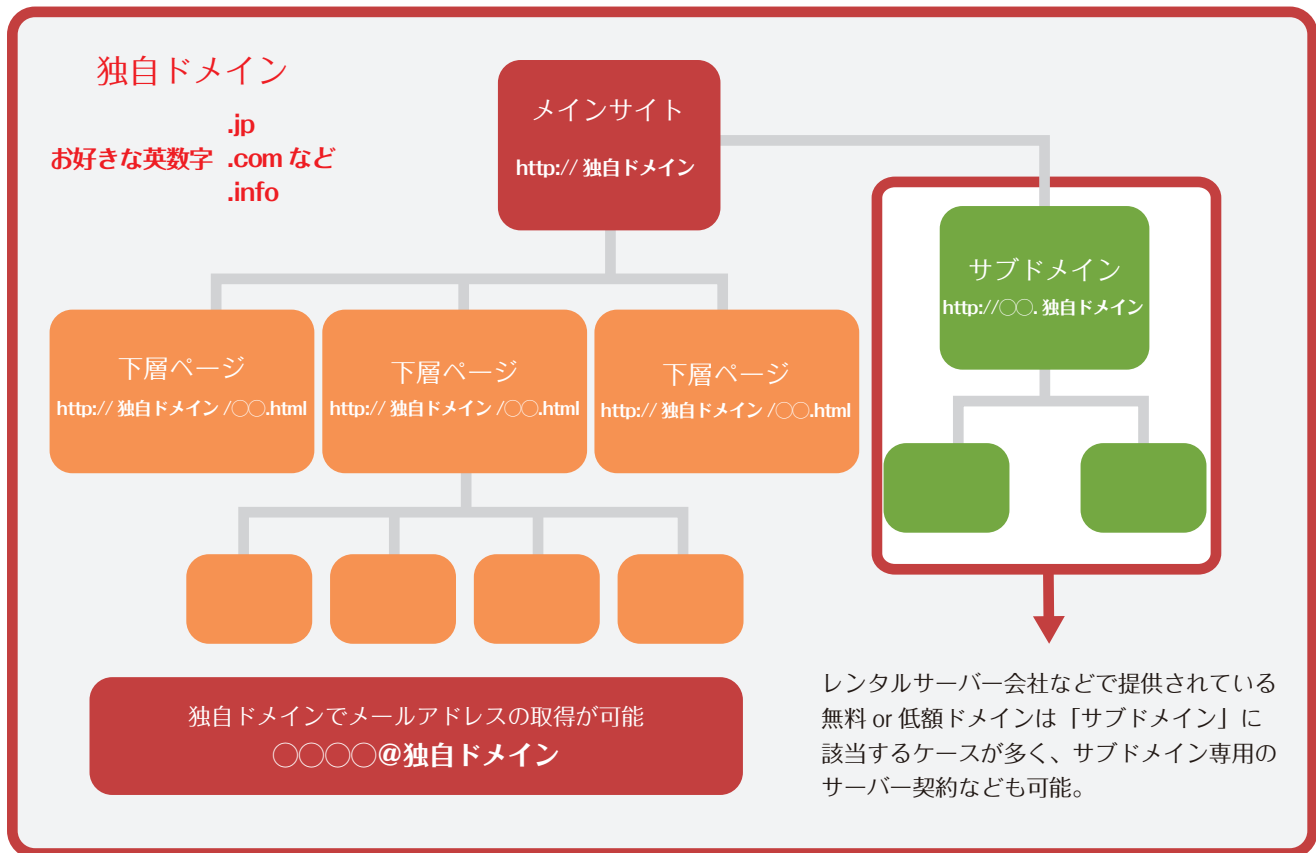 独自ドメイン
.jp
お好きな英数字 .com など
.info
メインサイト
http:// 独自ドメイン
サブドメイン
http://〇〇. 独自ドメイン
下層ページ
http:// 独自ドメイン /〇〇.html
下層ページ
http:// 独自ドメイン /〇〇.html
下層ページ
http:// 独自ドメイン /〇〇.html
独自ドメインでメールアドレスの取得が可能
〇〇〇〇@独自ドメイン
レンタルサーバー会社などで提供されている
無料 or 低額ドメインは「サブドメイン」に
該当するケースが多く、サブドメイン専用の
サーバー契約なども可能。